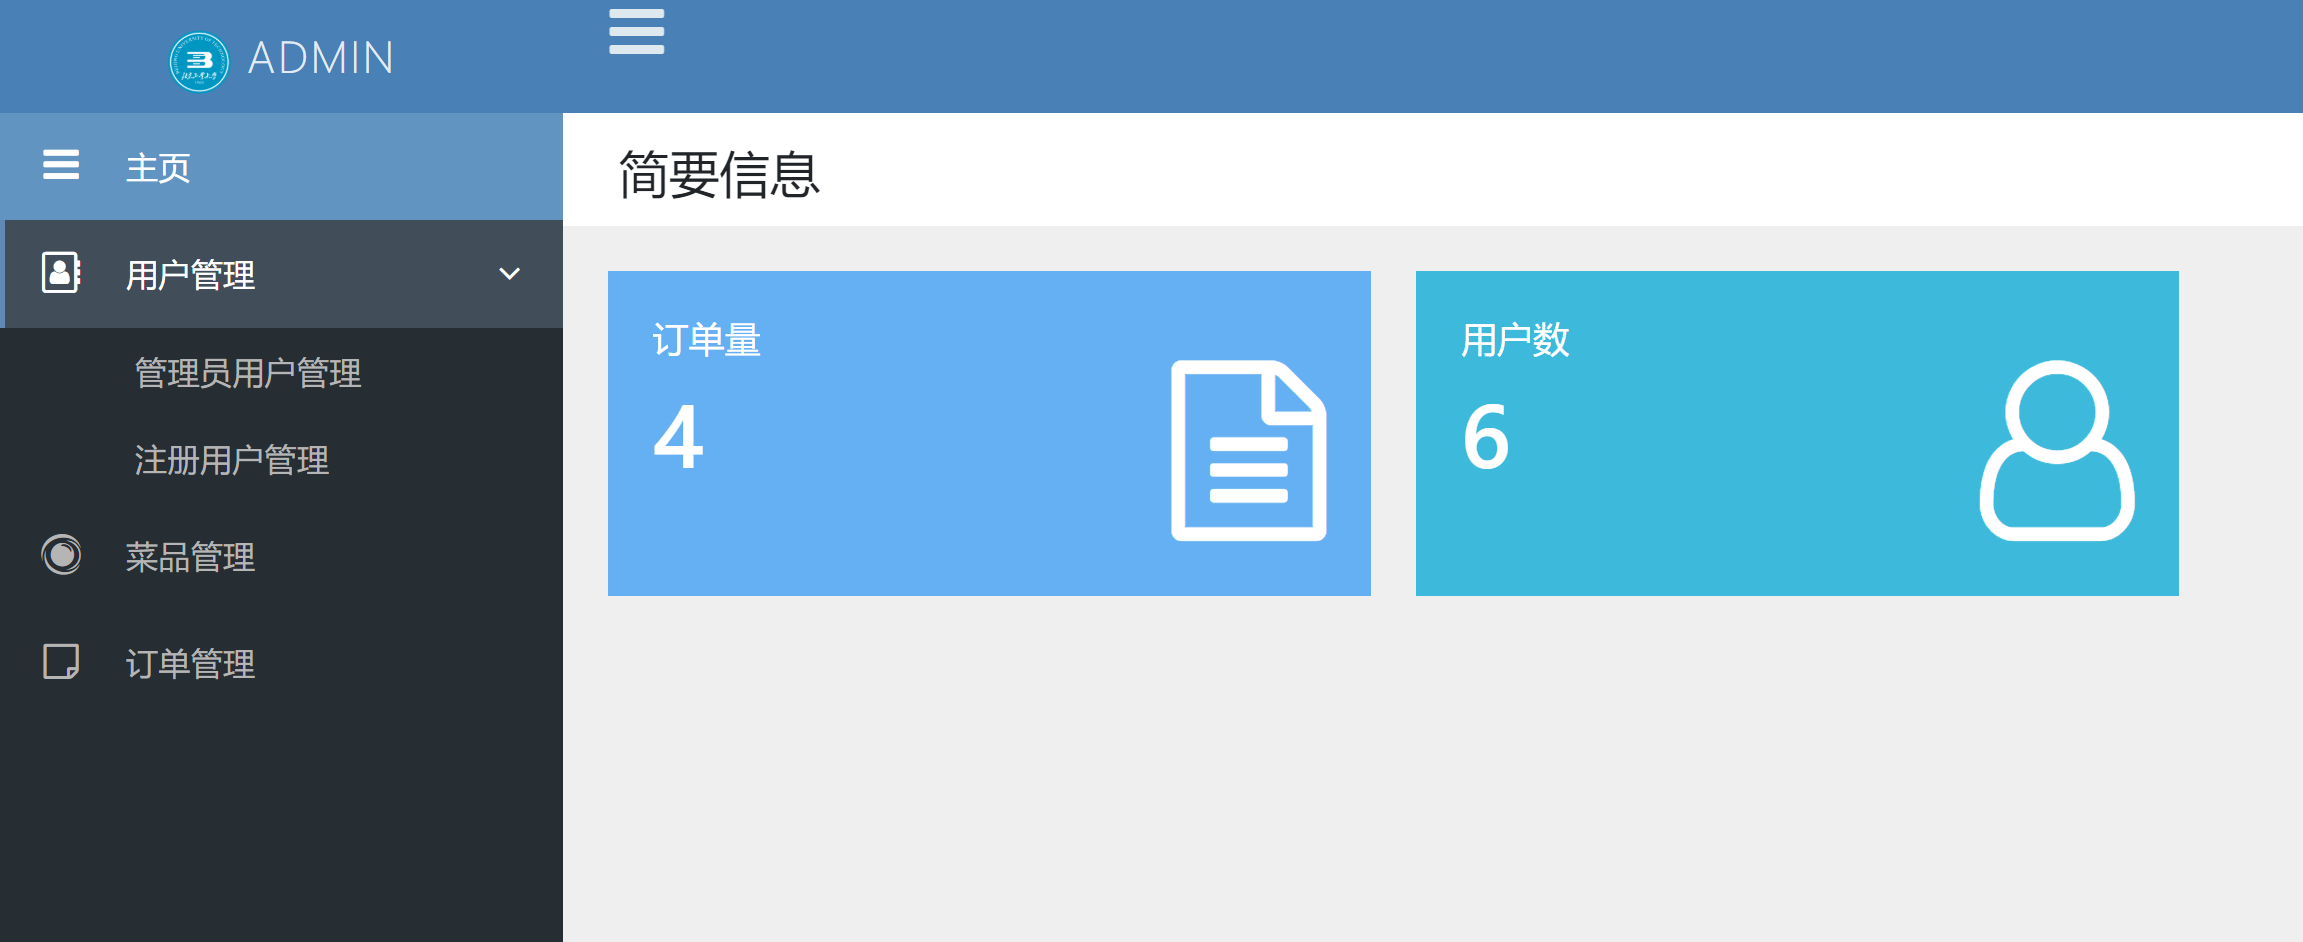 ADMIN
主页
用户管理
管理员用户管理
注册用户管理
菜品管理
订单管理
简要信息
订单量
4
用户数
6